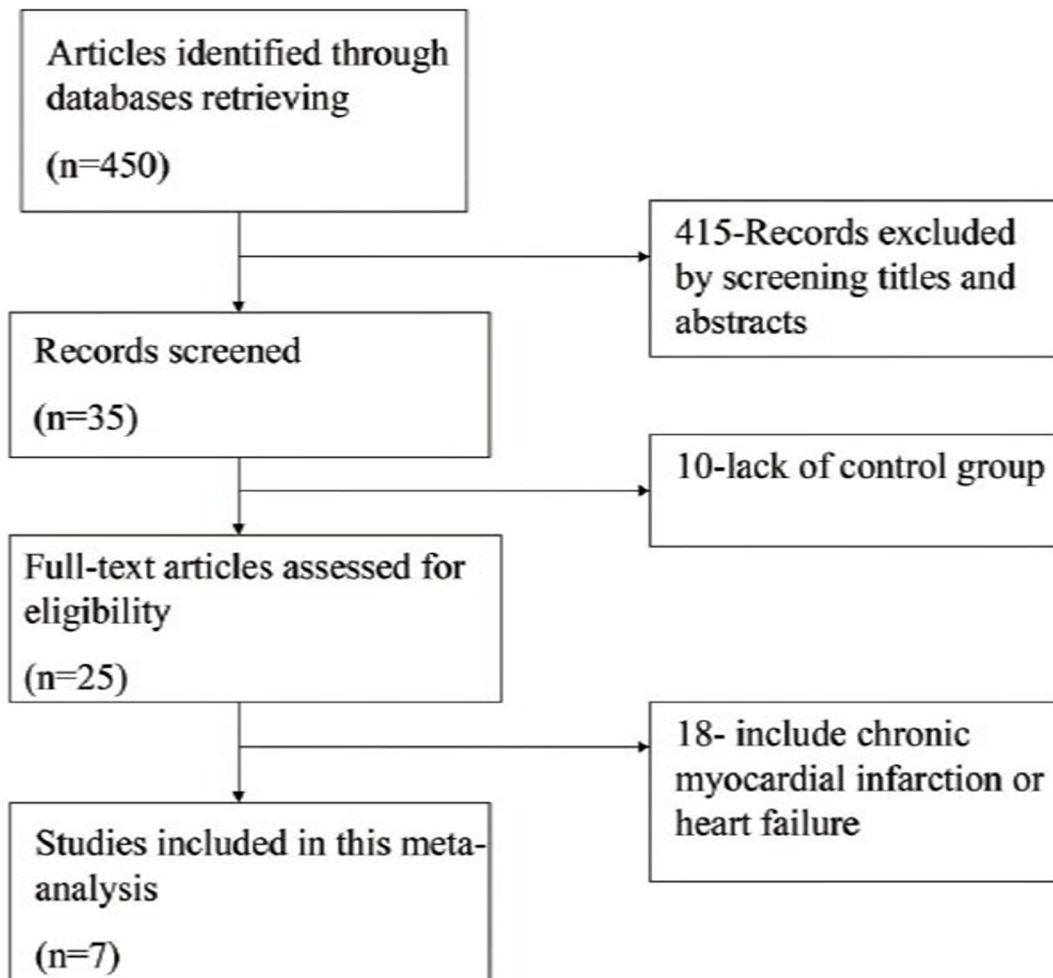 Articles identified through
databases retrieving
(n=450)
415-Records excluded
by screening titles and
abstracts
Records screened
(n=35)
10-lack of control group
Full-text articles assessed for
eligibility
(n=25)
18- include chronic
myocardial infarction or
heart failure
Studies included in this meta-
analysis
(n=7)